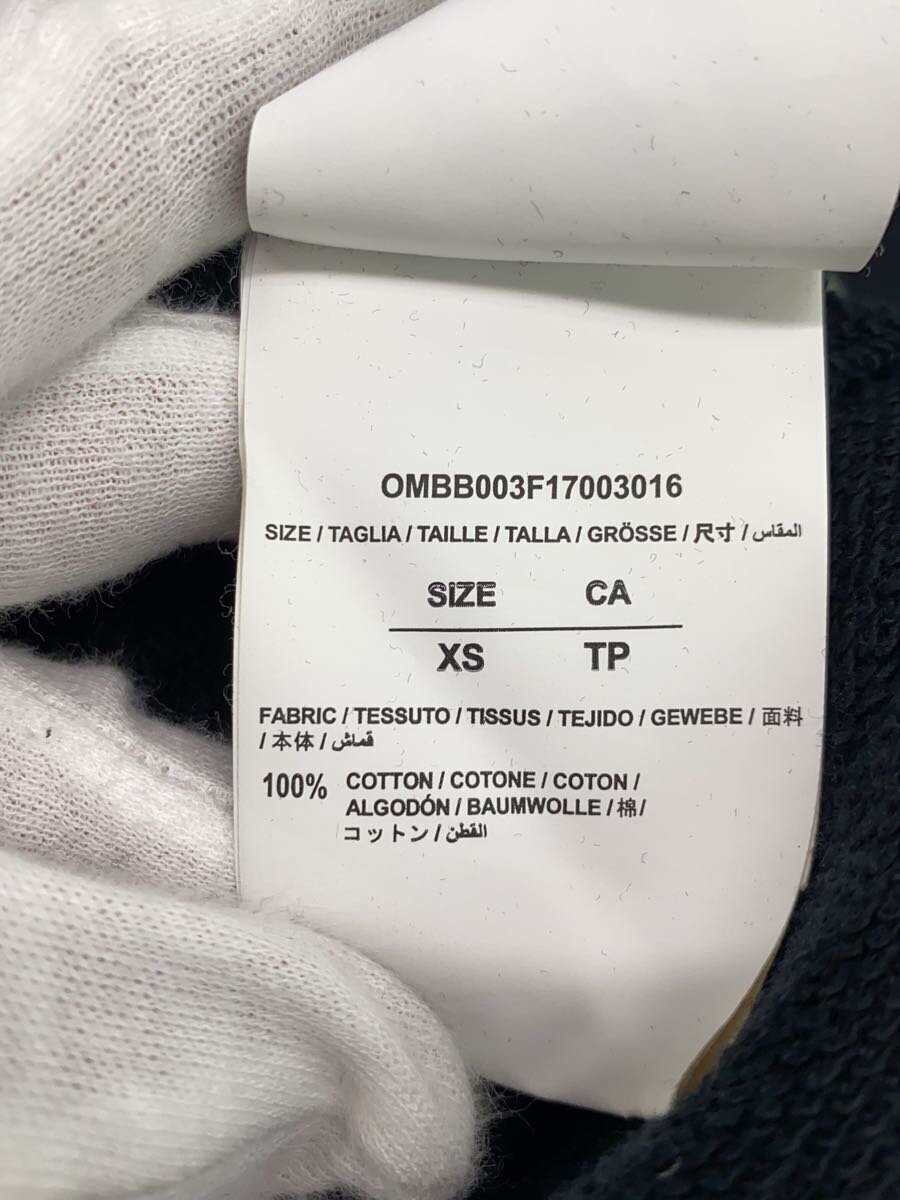 OMBB003F17003016
SIZE / TAGLIA / TAILLE / TALLA / GRÖSSE / 尺寸 / المقاس
SIZE CA
XS TP
FABRIC / TESSUTO / TISSUS / TEJIDO / GEWEBE / 面料
/ 本体 / قماش
100% COTTON / COTONE / COTON /
ALGODÓN / BAUMWOLLE / 棉/
コットン / القطن